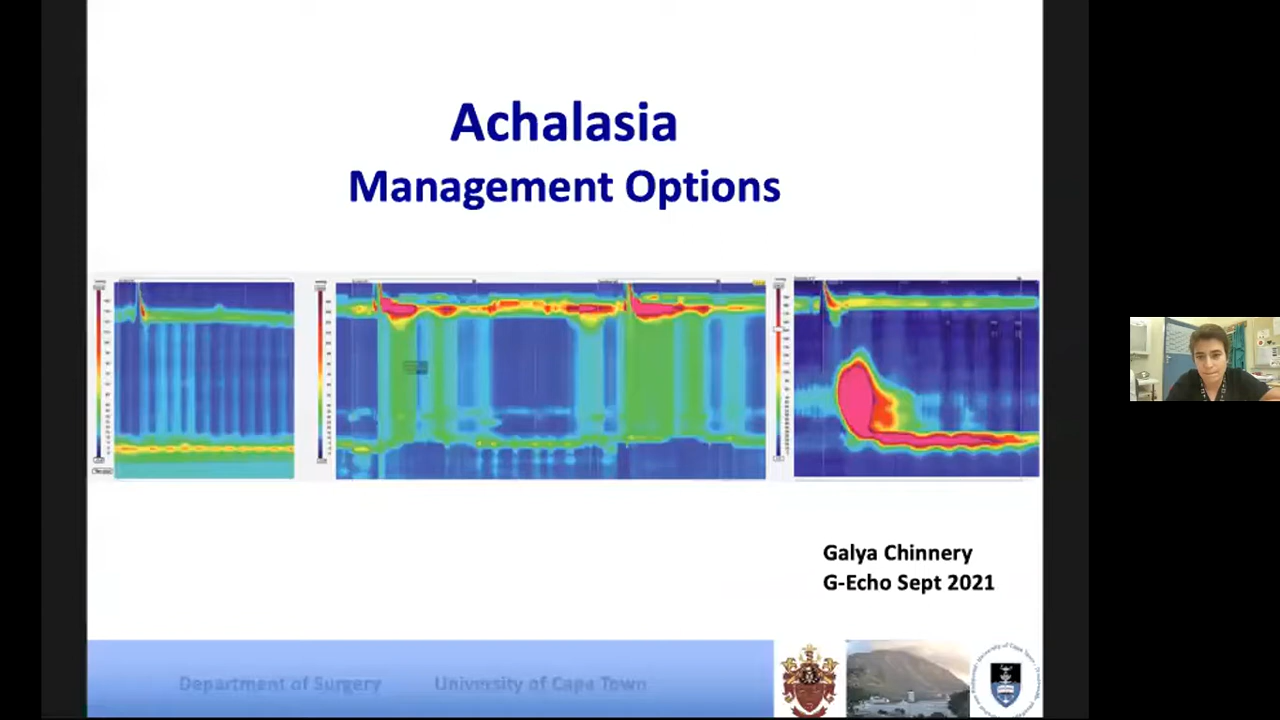 Achalasia
Management Options
Galya Chinnery
G-Echo Sept 2021
Department of Surgery University of Cape Town